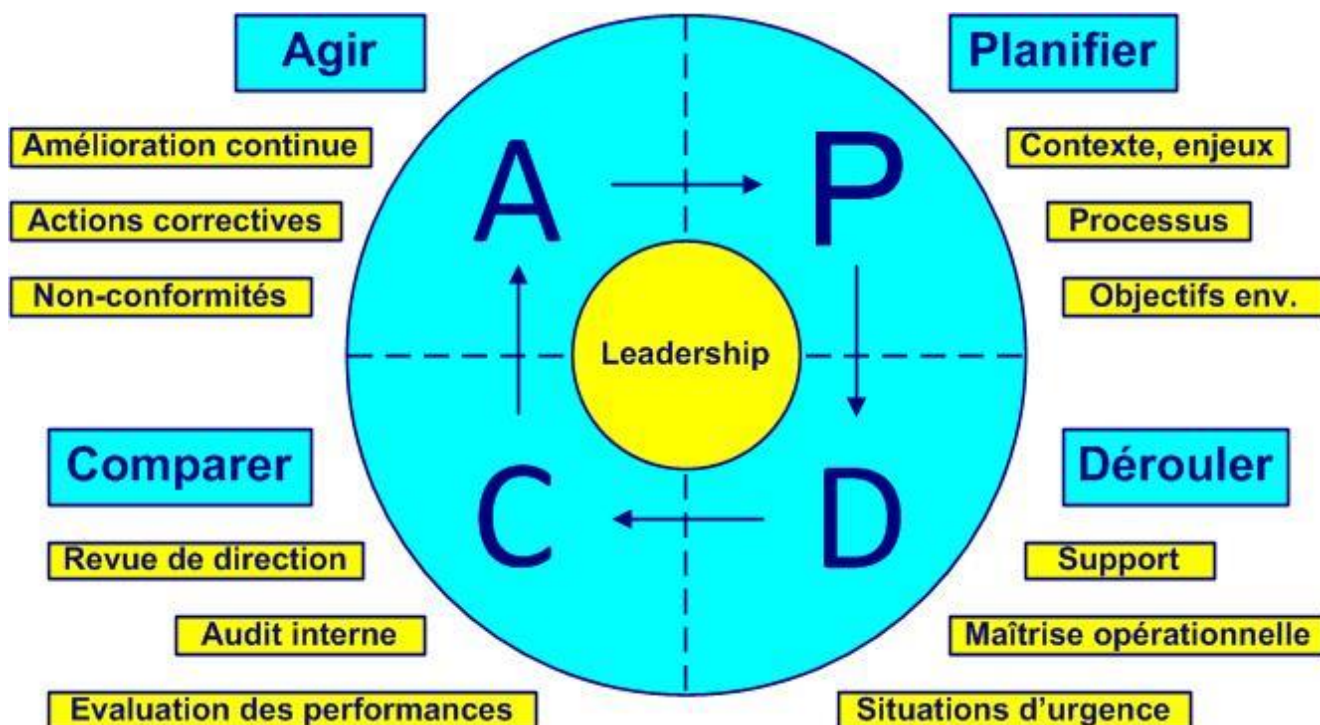 Agir
Planifier
Amélioration continue
Contexte, enjeux
Actions correctives
Processus
Non-conformités
Objectifs env.
A
P
Leadership
C
D
Comparer
Dérouler
Revue de direction
Support
Audit interne
Maîtrise opérationnelle
Evaluation des performances
Situations d'urgence